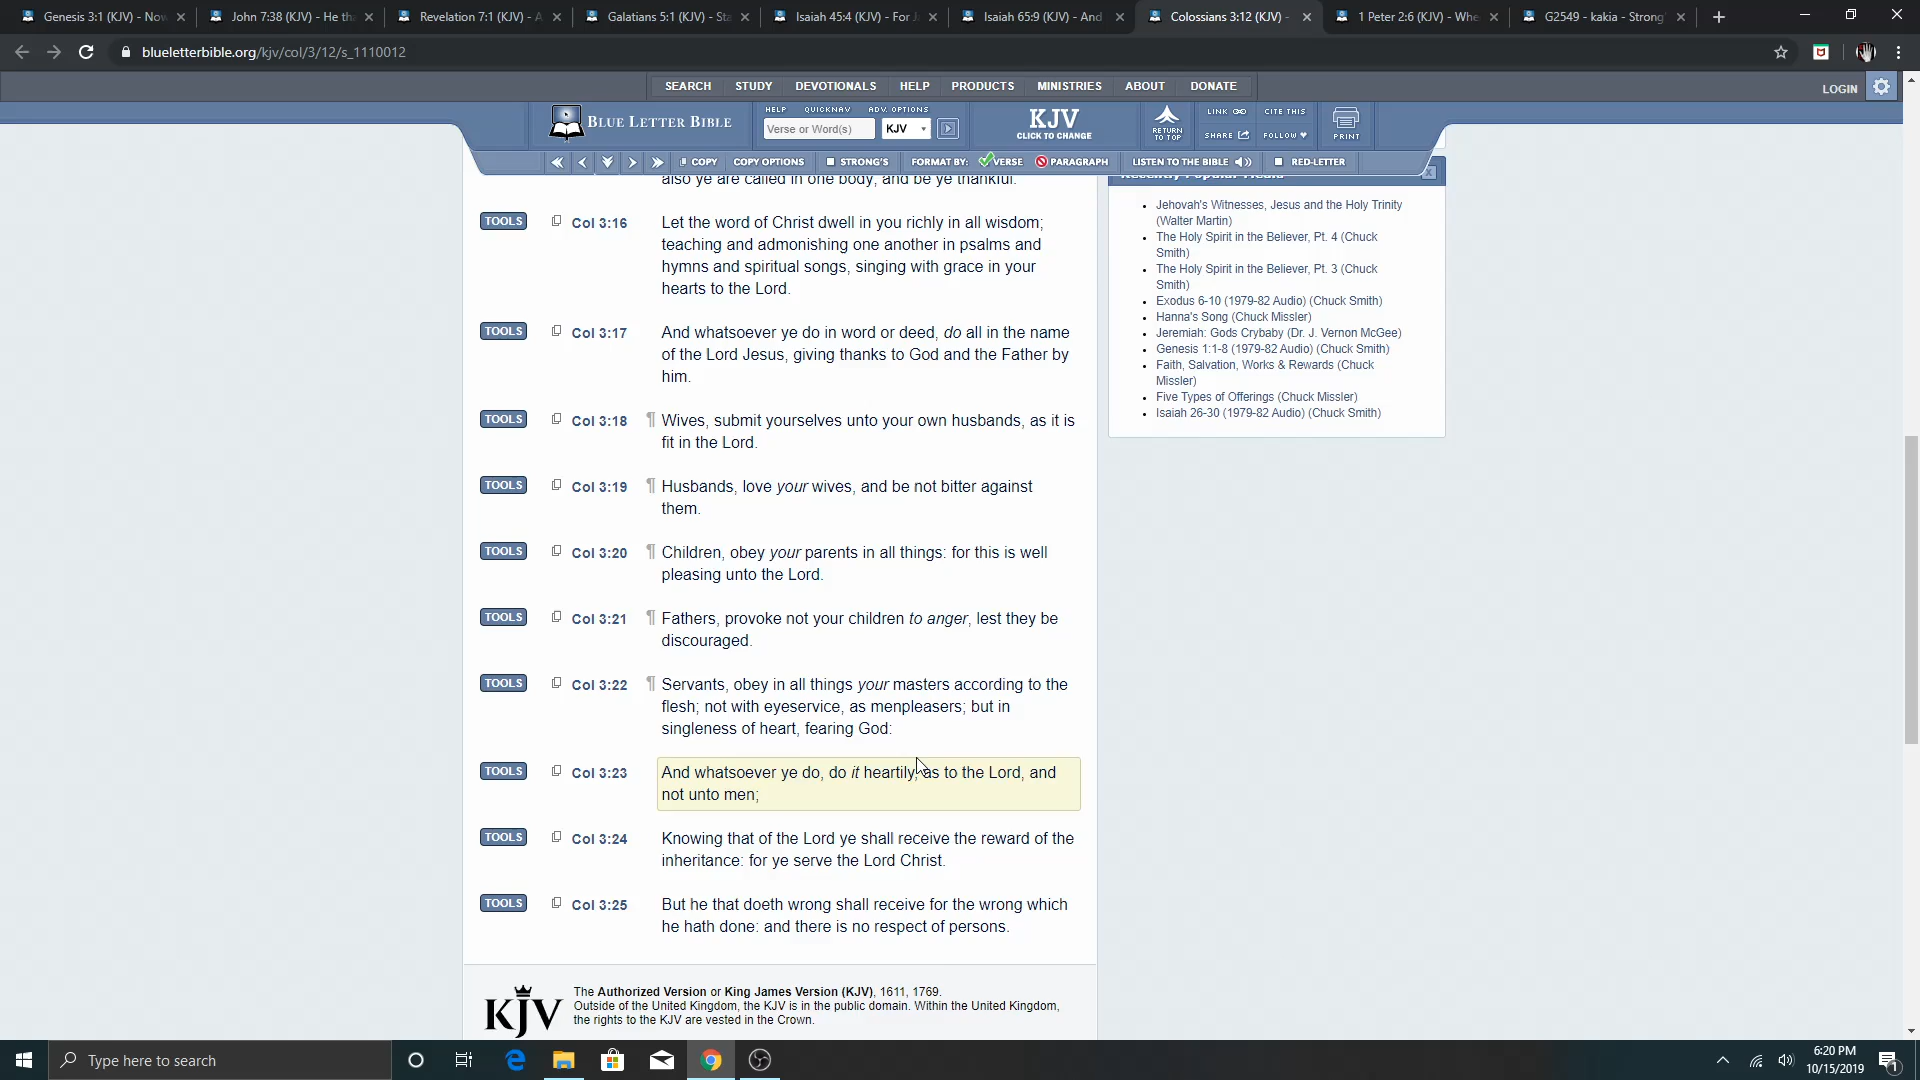 Genesis 3:1 (KJV) - Now
John 7:38 (KJV) - He th
Revelation 7:1 (KJV) - A
Galatians 5:1 (KJV) - Sta
Isaiah 45:4 (KJV) - For J
Isaiah 65:9 (KJV) - And
Colossians 3:12 (KJV) -
1 Peter 2:6 (KJV) - Whe
G2549 - kakia - Strong'
blueletterbible.org/kjv/col/3/12/s_1110012
SEARCH STUDY DEVOTIONALS HELP PRODUCTS MINISTRIES ABOUT DONATE
LOGIN
BLUE LETTER BIBLE
HELP QUICKNAV ADV. OPTIONS
Verse or Word(s) KJV
KJV
CLICK TO CHANGE
RETURN
TO TOP
LINK CITE THIS
SHARE FOLLOW
PRINT
COPY COPY OPTIONS STRONG'S FORMAT BY: VERSE PARAGRAPH LISTEN TO THE BIBLE RED-LETTER
also ye are called in one body; and be ye thankful.
TOOLS Col 3:16 Let the word of Christ dwell in you richly in all wisdom;
teaching and admonishing one another in psalms and
hymns and spiritual songs, singing with grace in your
hearts to the Lord.
TOOLS Col 3:17 And whatsoever ye do in word or deed, do all in the name
of the Lord Jesus, giving thanks to God and the Father by
him.
TOOLS Col 3:18 ¶ Wives, submit yourselves unto your own husbands, as it is
fit in the Lord.
TOOLS Col 3:19 ¶ Husbands, love your wives, and be not bitter against
them.
TOOLS Col 3:20 ¶ Children, obey your parents in all things: for this is well
pleasing unto the Lord.
TOOLS Col 3:21 ¶ Fathers, provoke not your children to anger, lest they be
discouraged.
TOOLS Col 3:22 ¶ Servants, obey in all things your masters according to the
flesh; not with eyeservice, as menpleasers; but in
singleness of heart, fearing God:
TOOLS Col 3:23 And whatsoever ye do, do it heartily, as to the Lord, and
not unto men;
TOOLS Col 3:24 Knowing that of the Lord ye shall receive the reward of the
inheritance: for ye serve the Lord Christ.
TOOLS Col 3:25 But he that doeth wrong shall receive for the wrong which
he hath done: and there is no respect of persons.
KJV
The Authorized Version or King James Version (KJV), 1611, 1769.
Outside of the United Kingdom, the KJV is in the public domain. Within the United Kingdom,
the rights to the KJV are vested in the Crown.
Jehovah's Witnesses, Jesus and the Holy Trinity
(Walter Martin)
The Holy Spirit in the Believer, Pt. 4 (Chuck
Smith)
The Holy Spirit in the Believer, Pt. 3 (Chuck
Smith)
Exodus 6-10 (1979-82 Audio) (Chuck Smith)
Hanna's Song (Chuck Missler)
Jeremiah: Gods Crybaby (Dr. J. Vernon McGee)
Genesis 1:1-8 (1979-82 Audio) (Chuck Smith)
Faith, Salvation, Works & Rewards (Chuck
Missler)
Five Types of Offerings (Chuck Missler)
Isaiah 26-30 (1979-82 Audio) (Chuck Smith)
Type here to search
6:20 PM
10/15/2019
1